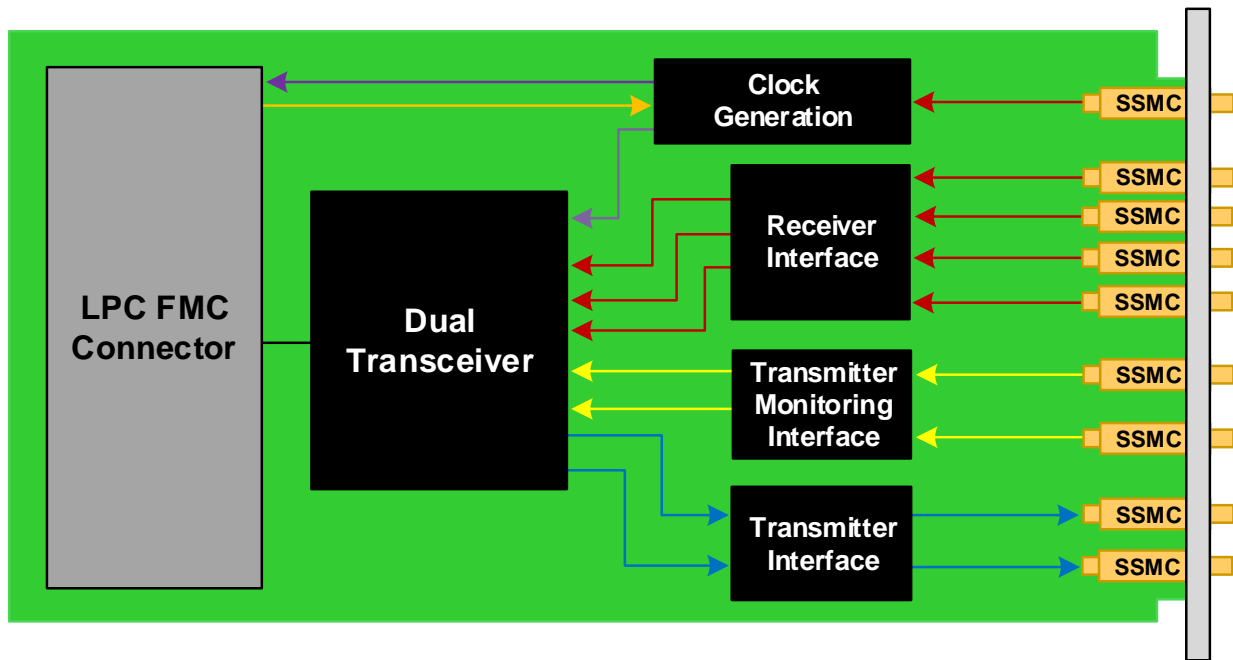 Clock
Generation
SSMC
SSMC
SSMC
SSMC
SSMC
Receiver
Interface
LPC FMC
Connector
Dual
Transceiver
Transmitter
Monitoring
Interface
SSMC
SSMC
Transmitter
Interface
SSMC
SSMC